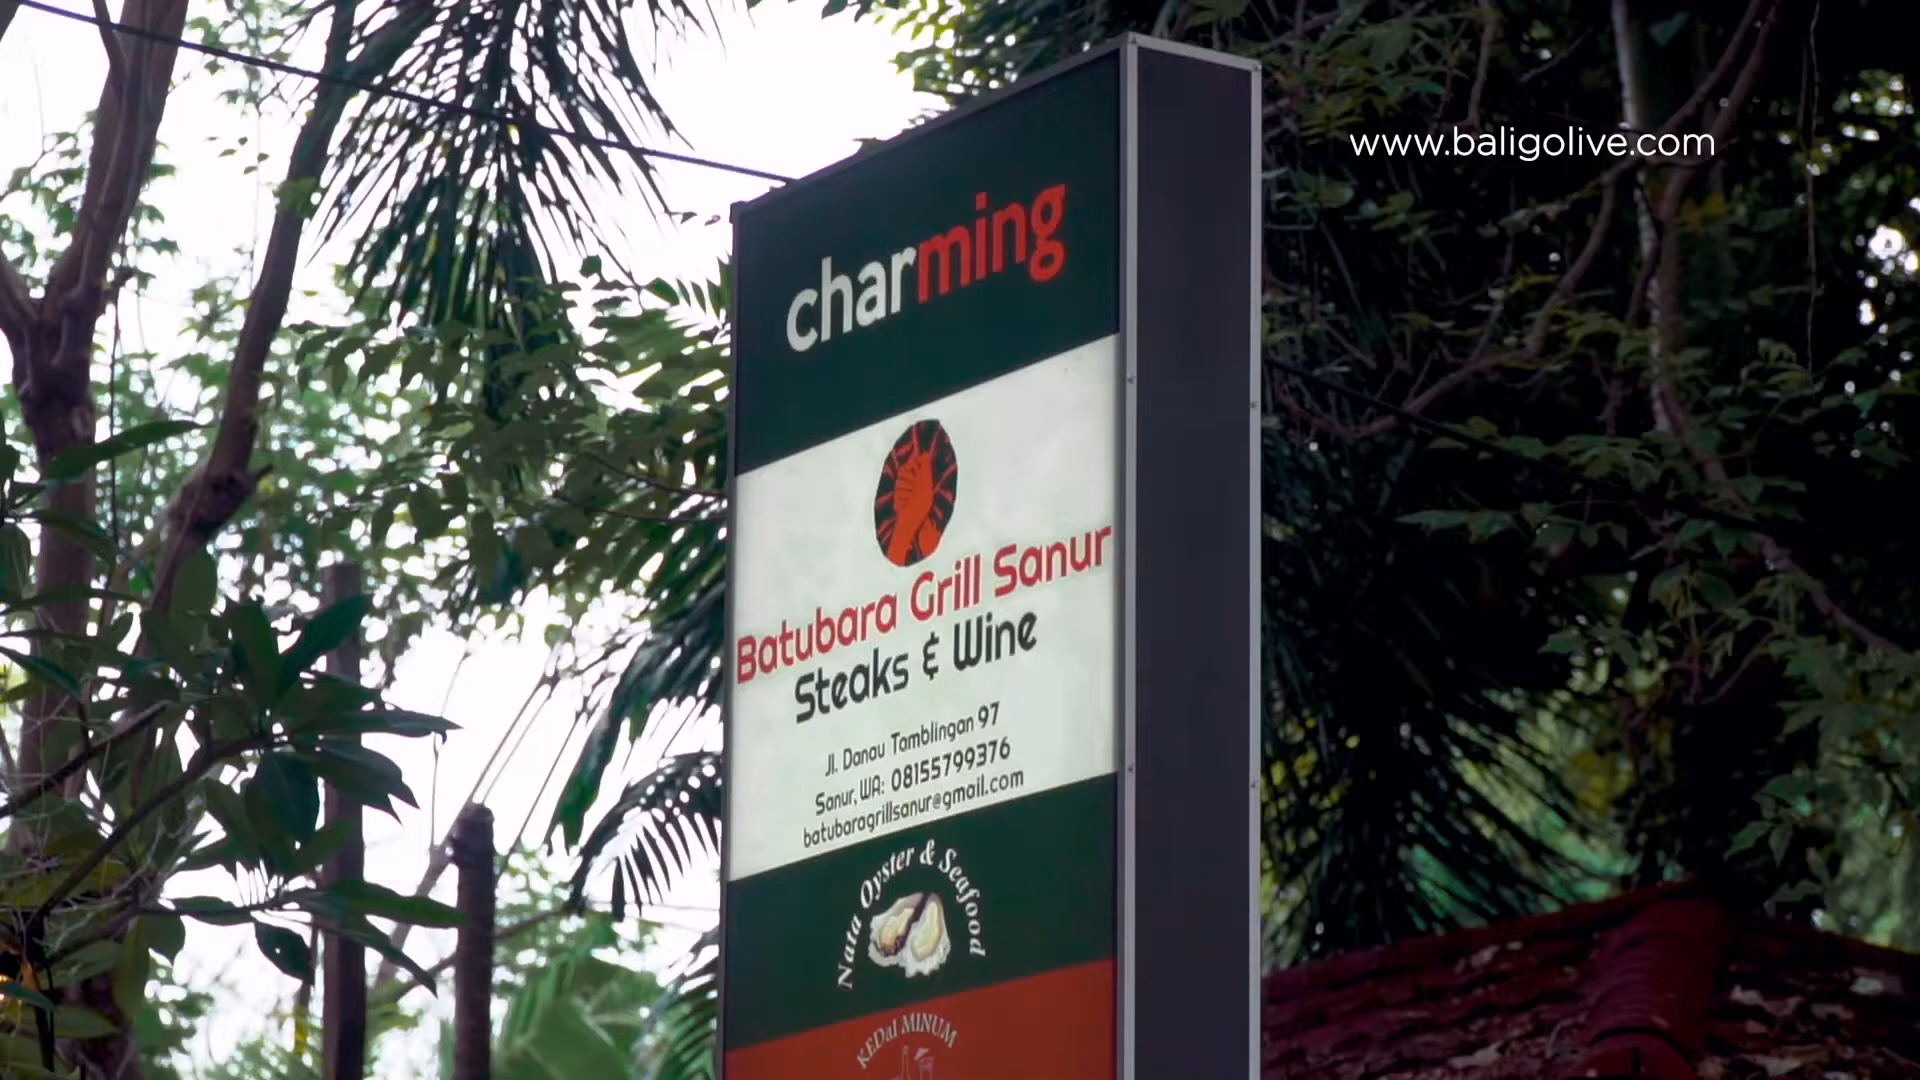 www.baligolive.com
charming
Batubara Grill Sanur
Steaks & Wine
Jl. Danau Tamblingan 97
Sanur, WA: 08155799376
batubaragrillsanur@gmail.com
Nata Oyster & Seafood
KEDai MINUM